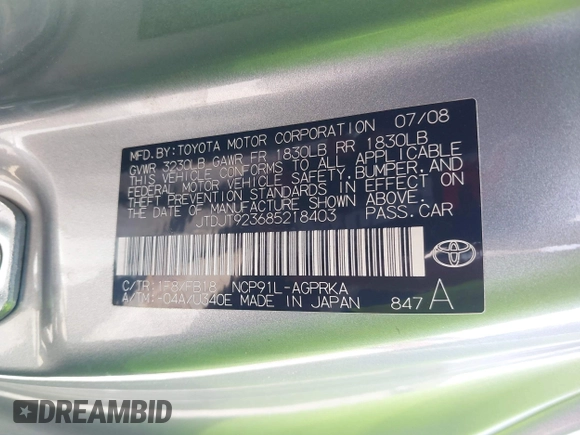 MFD.BY:TOYOTA MOTOR CORPORATION 07/08
GVWR 3230LB GAWR FR 1830LB RR 1830LB
THIS VEHICLE CONFORMS TO ALL APPLICABLE
FEDERAL MOTOR VEHICLE SAFETY,BUMPER,AND
THEFT PREVENTION STANDARDS IN EFFECT ON
THE DATE OF MANUFACTURE SHOWN ABOVE.
JTDJT923685218403 PASS.CAR
C/TR:1F8/FB18 NCP91L-AGPRKA
A/TM:-04A/U340E MADE IN JAPAN 847 A
TOYOTA
DREAMBID